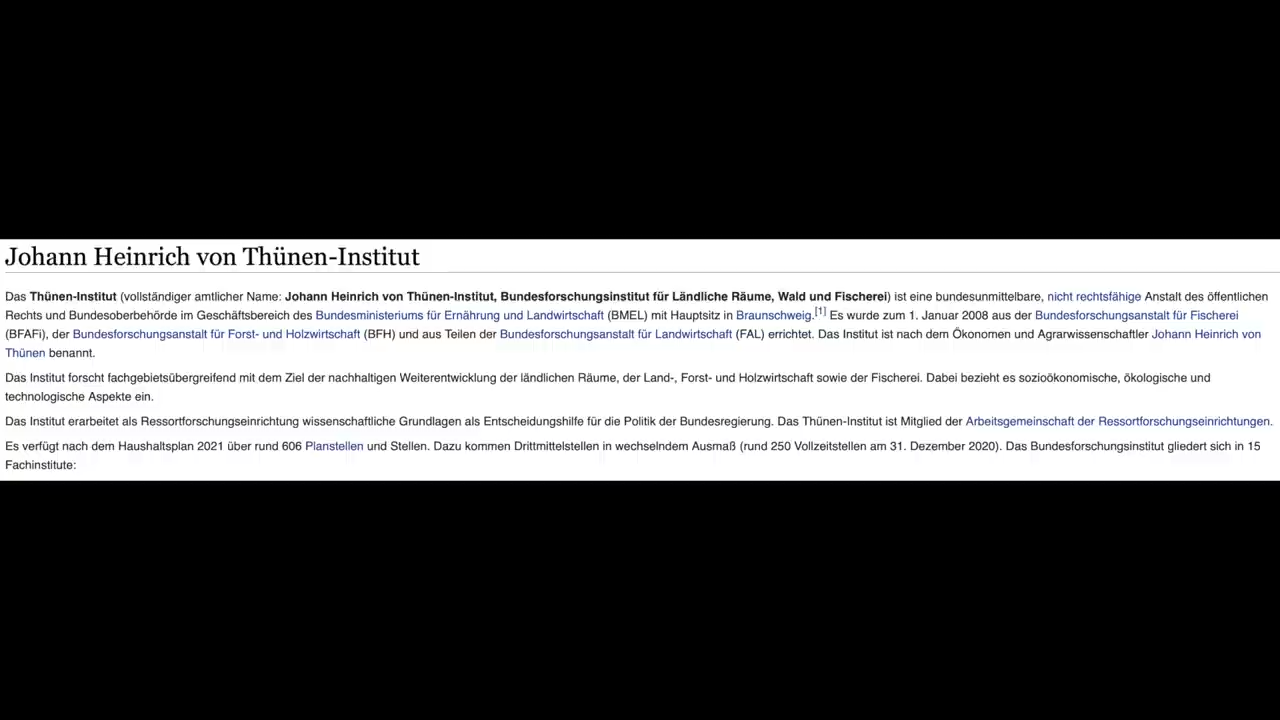 Johann Heinrich von Thünen-Institut
Das Thünen-Institut (vollständiger amtlicher Name: Johann Heinrich von Thünen-Institut, Bundesforschungsinstitut für Ländliche Räume, Wald und Fischerei) ist eine bundesunmittelbare, nicht rechtsfähige Anstalt des öffentlichen
Rechts und Bundesoberbehörde im Geschäftsbereich des Bundesministeriums für Ernährung und Landwirtschaft (BMEL) mit Hauptsitz in Braunschweig.[1] Es wurde zum 1. Januar 2008 aus der Bundesforschungsanstalt für Fischerei
(BFAFi), der Bundesforschungsanstalt für Forst- und Holzwirtschaft (BFH) und aus Teilen der Bundesforschungsanstalt für Landwirtschaft (FAL) errichtet. Das Institut ist nach dem Ökonomen und Agrarwissenschaftler Johann Heinrich von
Thünen benannt.
Das Institut forscht fachgebietsübergreifend mit dem Ziel der nachhaltigen Weiterentwicklung der ländlichen Räume, der Land-, Forst- und Holzwirtschaft sowie der Fischerei. Dabei bezieht es sozioökonomische, ökologische und
technologische Aspekte ein.
Das Institut erarbeitet als Ressortforschungseinrichtung wissenschaftliche Grundlagen als Entscheidungshilfe für die Politik der Bundesregierung. Das Thünen-Institut ist Mitglied der Arbeitsgemeinschaft der Ressortforschungseinrichtungen.
Es verfügt nach dem Haushaltsplan 2021 über rund 606 Planstellen und Stellen. Dazu kommen Drittmittelstellen in wechselndem Ausmaß (rund 250 Vollzeitstellen am 31. Dezember 2020). Das Bundesforschungsinstitut gliedert sich in 15
Fachinstitute: